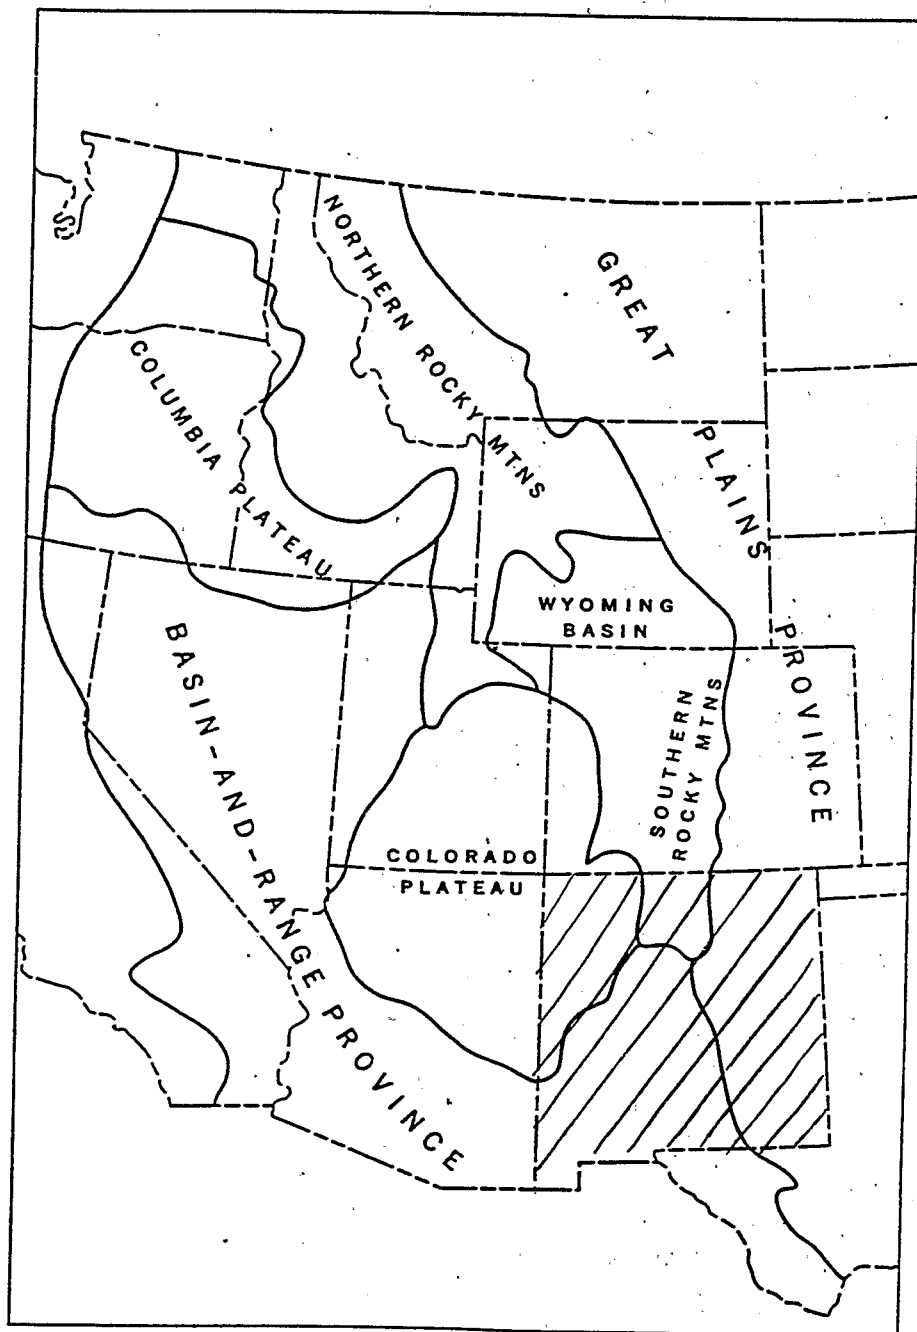 NORTHERN ROCKY MTNS
GREAT PLAINS PROVINCE
COLUMBIA PLATEAU
WYOMING
BASIN
BASIN-AND-RANGE PROVINCE
SOUTHERN
ROCKY MTNS
COLORADO
PLATEAU